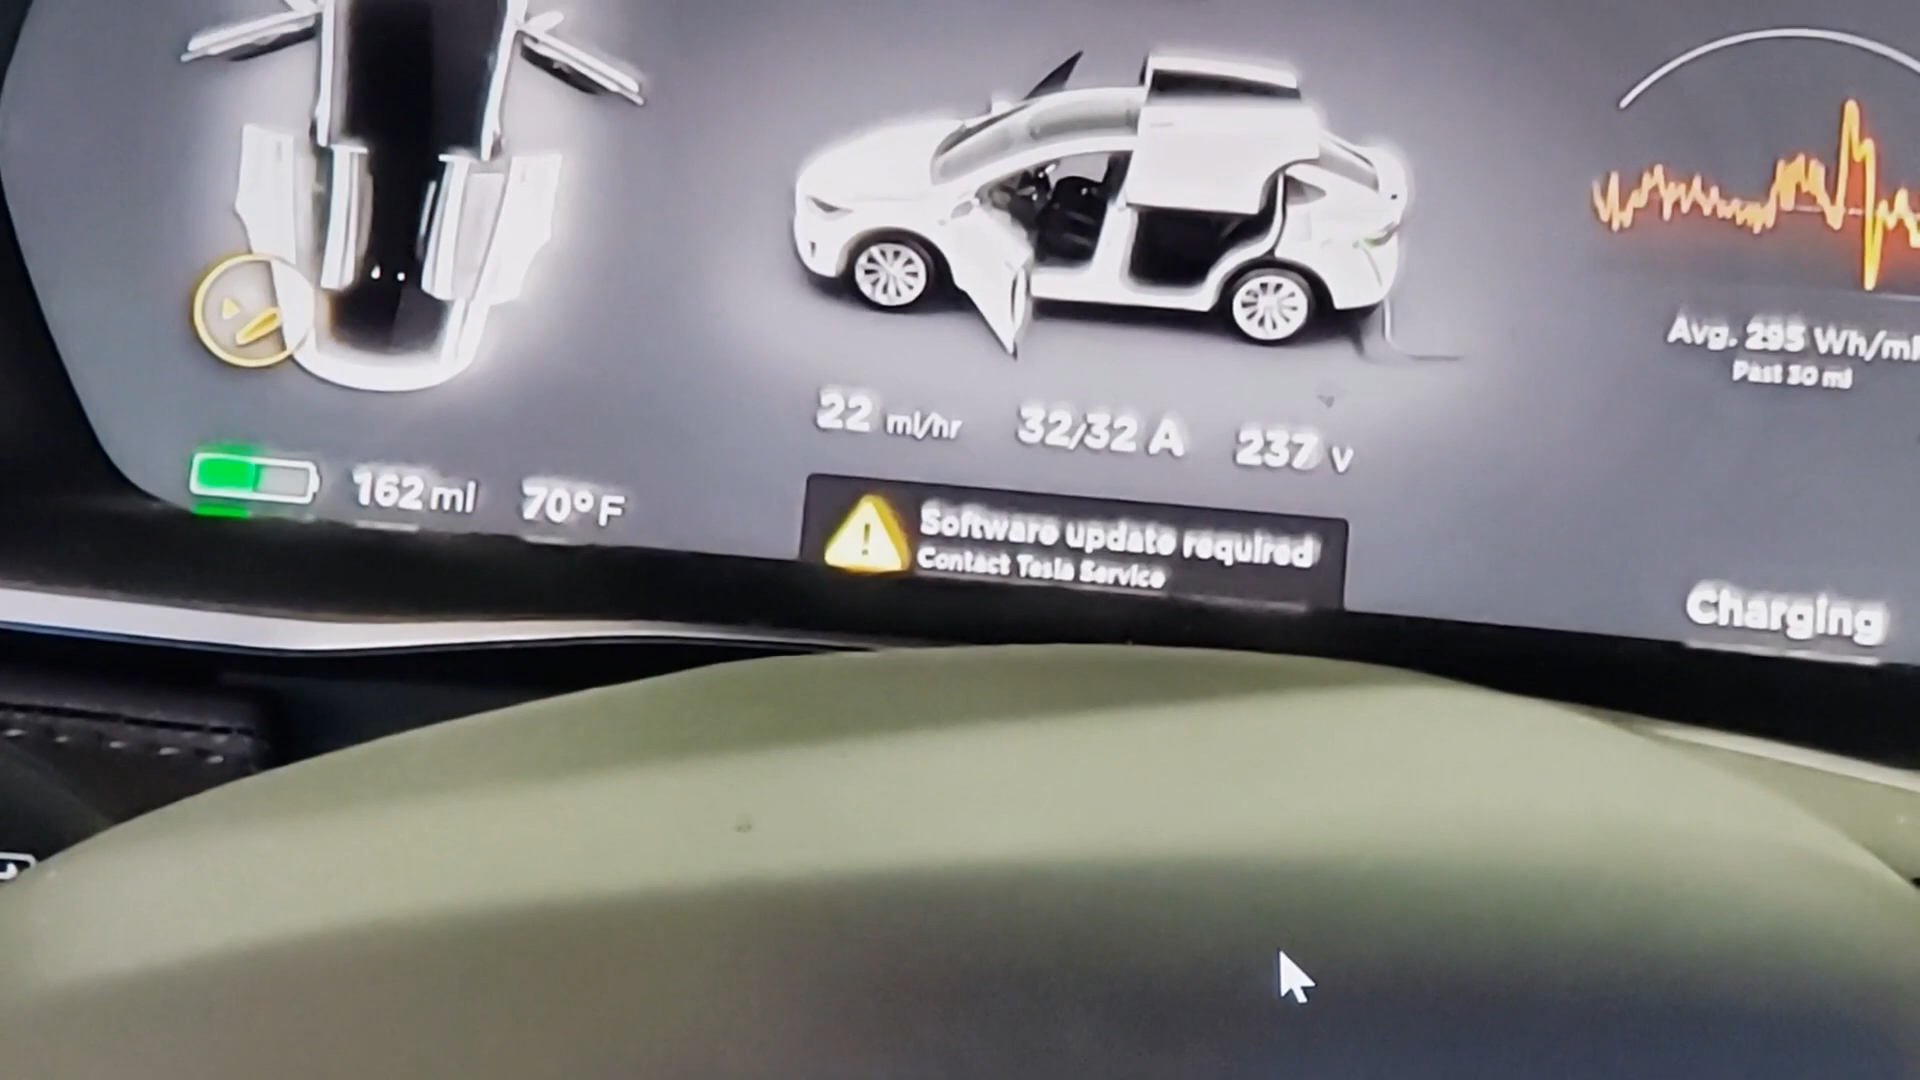 22 mi/hr 32/32 A 237 V
Avg. 295 Wh/mi
Past 30 mi
162 mi 70°F
Software update required
Contact Tesla Service
Charging